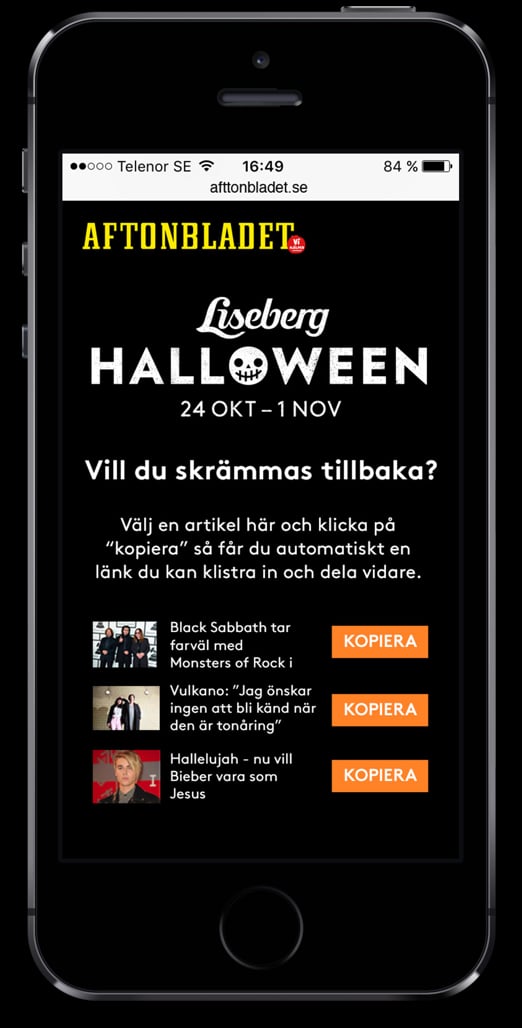 Telenor SE 16:49 84 %
afttonbladet.se
AFTONBLADET
Liseberg
HALLOWEEN
24 OKT – 1 NOV
Vill du skrämmas tillbaka?
Välj en artikel här och klicka på
“kopiera” så får du automatiskt en
länk du kan klistra in och dela vidare.
Black Sabbath tar
farväl med
Monsters of Rock i
KOPIERA
Vulkano: ”Jag önskar
ingen att bli känd när
den är tonåring”
KOPIERA
Hallelujah - nu vill
Bieber vara som
Jesus
KOPIERA